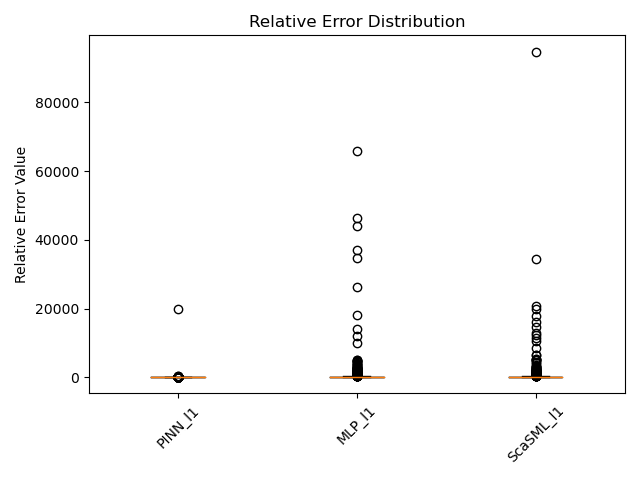 Relative Error Distribution
Relative Error Value
80000
60000
40000
20000
0
PINN_l1
MLP_l1
ScaSML_l1